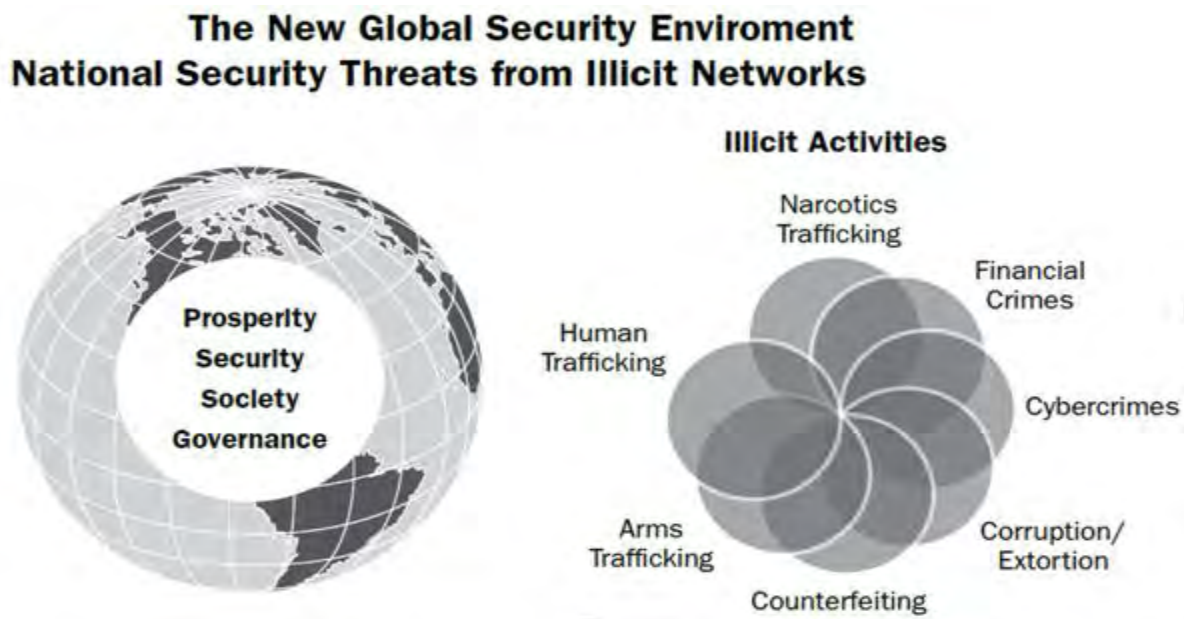 The New Global Security Enviroment
National Security Threats from Illicit Networks
Prosperity
Security
Society
Governance
Illicit Activities
Narcotics
Trafficking
Financial
Crimes
Human
Trafficking
Cybercrimes
Arms
Trafficking
Corruption/
Extortion
Counterfeiting